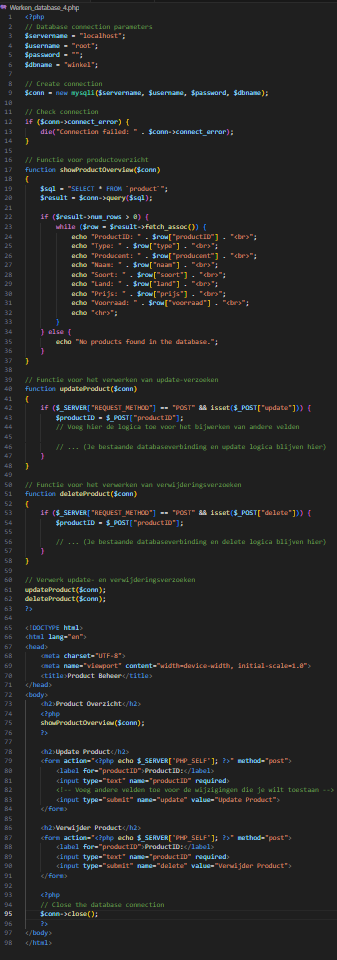 Werken_database_4.php
1 <?php
2 // Database connection parameters
3 $servername = "localhost";
4 $username = "root";
5 $password = "";
6 $dbname = "winkel";
7
8 // Create connection
9 $conn = new mysqli($servername, $username, $password, $dbname);
10
11 // Check connection
12 if ($conn->connect_error) {
13 die("Connection failed: " . $conn->connect_error);
14 }
15
16 // Functie voor productoverzicht
17 function showProductOverview($conn)
18 {
19 $sql = "SELECT * FROM `product`";
20 $result = $conn->query($sql);
21
22 if ($result->num_rows > 0) {
23 while ($row = $result->fetch_assoc()) {
24 echo "ProductID: " . $row["productID"] . "<br>";
25 echo "Type: " . $row["type"] . "<br>";
26 echo "Producent: " . $row["producent"] . "<br>";
27 echo "Naam: " . $row["naam"] . "<br>";
28 echo "Soort: " . $row["soort"] . "<br>";
29 echo "Land: " . $row["land"] . "<br>";
30 echo "Prijs: " . $row["prijs"] . "<br>";
31 echo "Voorraad: " . $row["voorraad"] . "<br>";
32 echo "<hr>";
33 }
34 } else {
35 echo "No products found in the database.";
36 }
37 }
38
39 // Functie voor het verwerken van update-verzoeken
40 function updateProduct($conn)
41 {
42 if ($_SERVER["REQUEST_METHOD"] == "POST" && isset($_POST["update"])) {
43 $productID = $_POST["productID"];
44 // Voeg hier de logica toe voor het bijwerken van andere velden
45
46 // ... (Je bestaande databaseverbinding en update logica blijven hier)
47 }
48 }
49
50 // Functie voor het verwerken van verwijderingsverzoeken
51 function deleteProduct($conn)
52 {
53 if ($_SERVER["REQUEST_METHOD"] == "POST" && isset($_POST["delete"])) {
54 $productID = $_POST["productID"];
55
56 // ... (Je bestaande databaseverbinding en delete logica blijven hier)
57 }
58 }
59
60 // Verwerk update- en verwijderingsverzoeken
61 updateProduct($conn);
62 deleteProduct($conn);
63 ?>
64
65 <!DOCTYPE html>
66 <html lang="en">
67 <head>
68 <meta charset="UTF-8">
69 <meta name="viewport" content="width=device-width, initial-scale=1.0">
70 <title>Product Beheer</title>
71 </head>
72 <body>
73 <h2>Product Overzicht</h2>
74 <?php
75 showProductOverview($conn);
76 ?>
77
78 <h2>Update Product</h2>
79 <form action="<?php echo $_SERVER['PHP_SELF']; ?>" method="post">
80 <label for="productID">ProductID:</label>
81 <input type="text" name="productID" required>
82 <!-- Voeg andere velden toe voor de wijzigingen die je wilt toestaan -->
83 <input type="submit" name="update" value="Update Product">
84 </form>
85
86 <h2>Verwijder Product</h2>
87 <form action="<?php echo $_SERVER['PHP_SELF']; ?>" method="post">
88 <label for="productID">ProductID:</label>
89 <input type="text" name="productID" required>
90 <input type="submit" name="delete" value="Verwijder Product">
91 </form>
92
93 <?php
94 // Close the database connection
95 $conn->close();
96 ?>
97 </body>
98 </html>